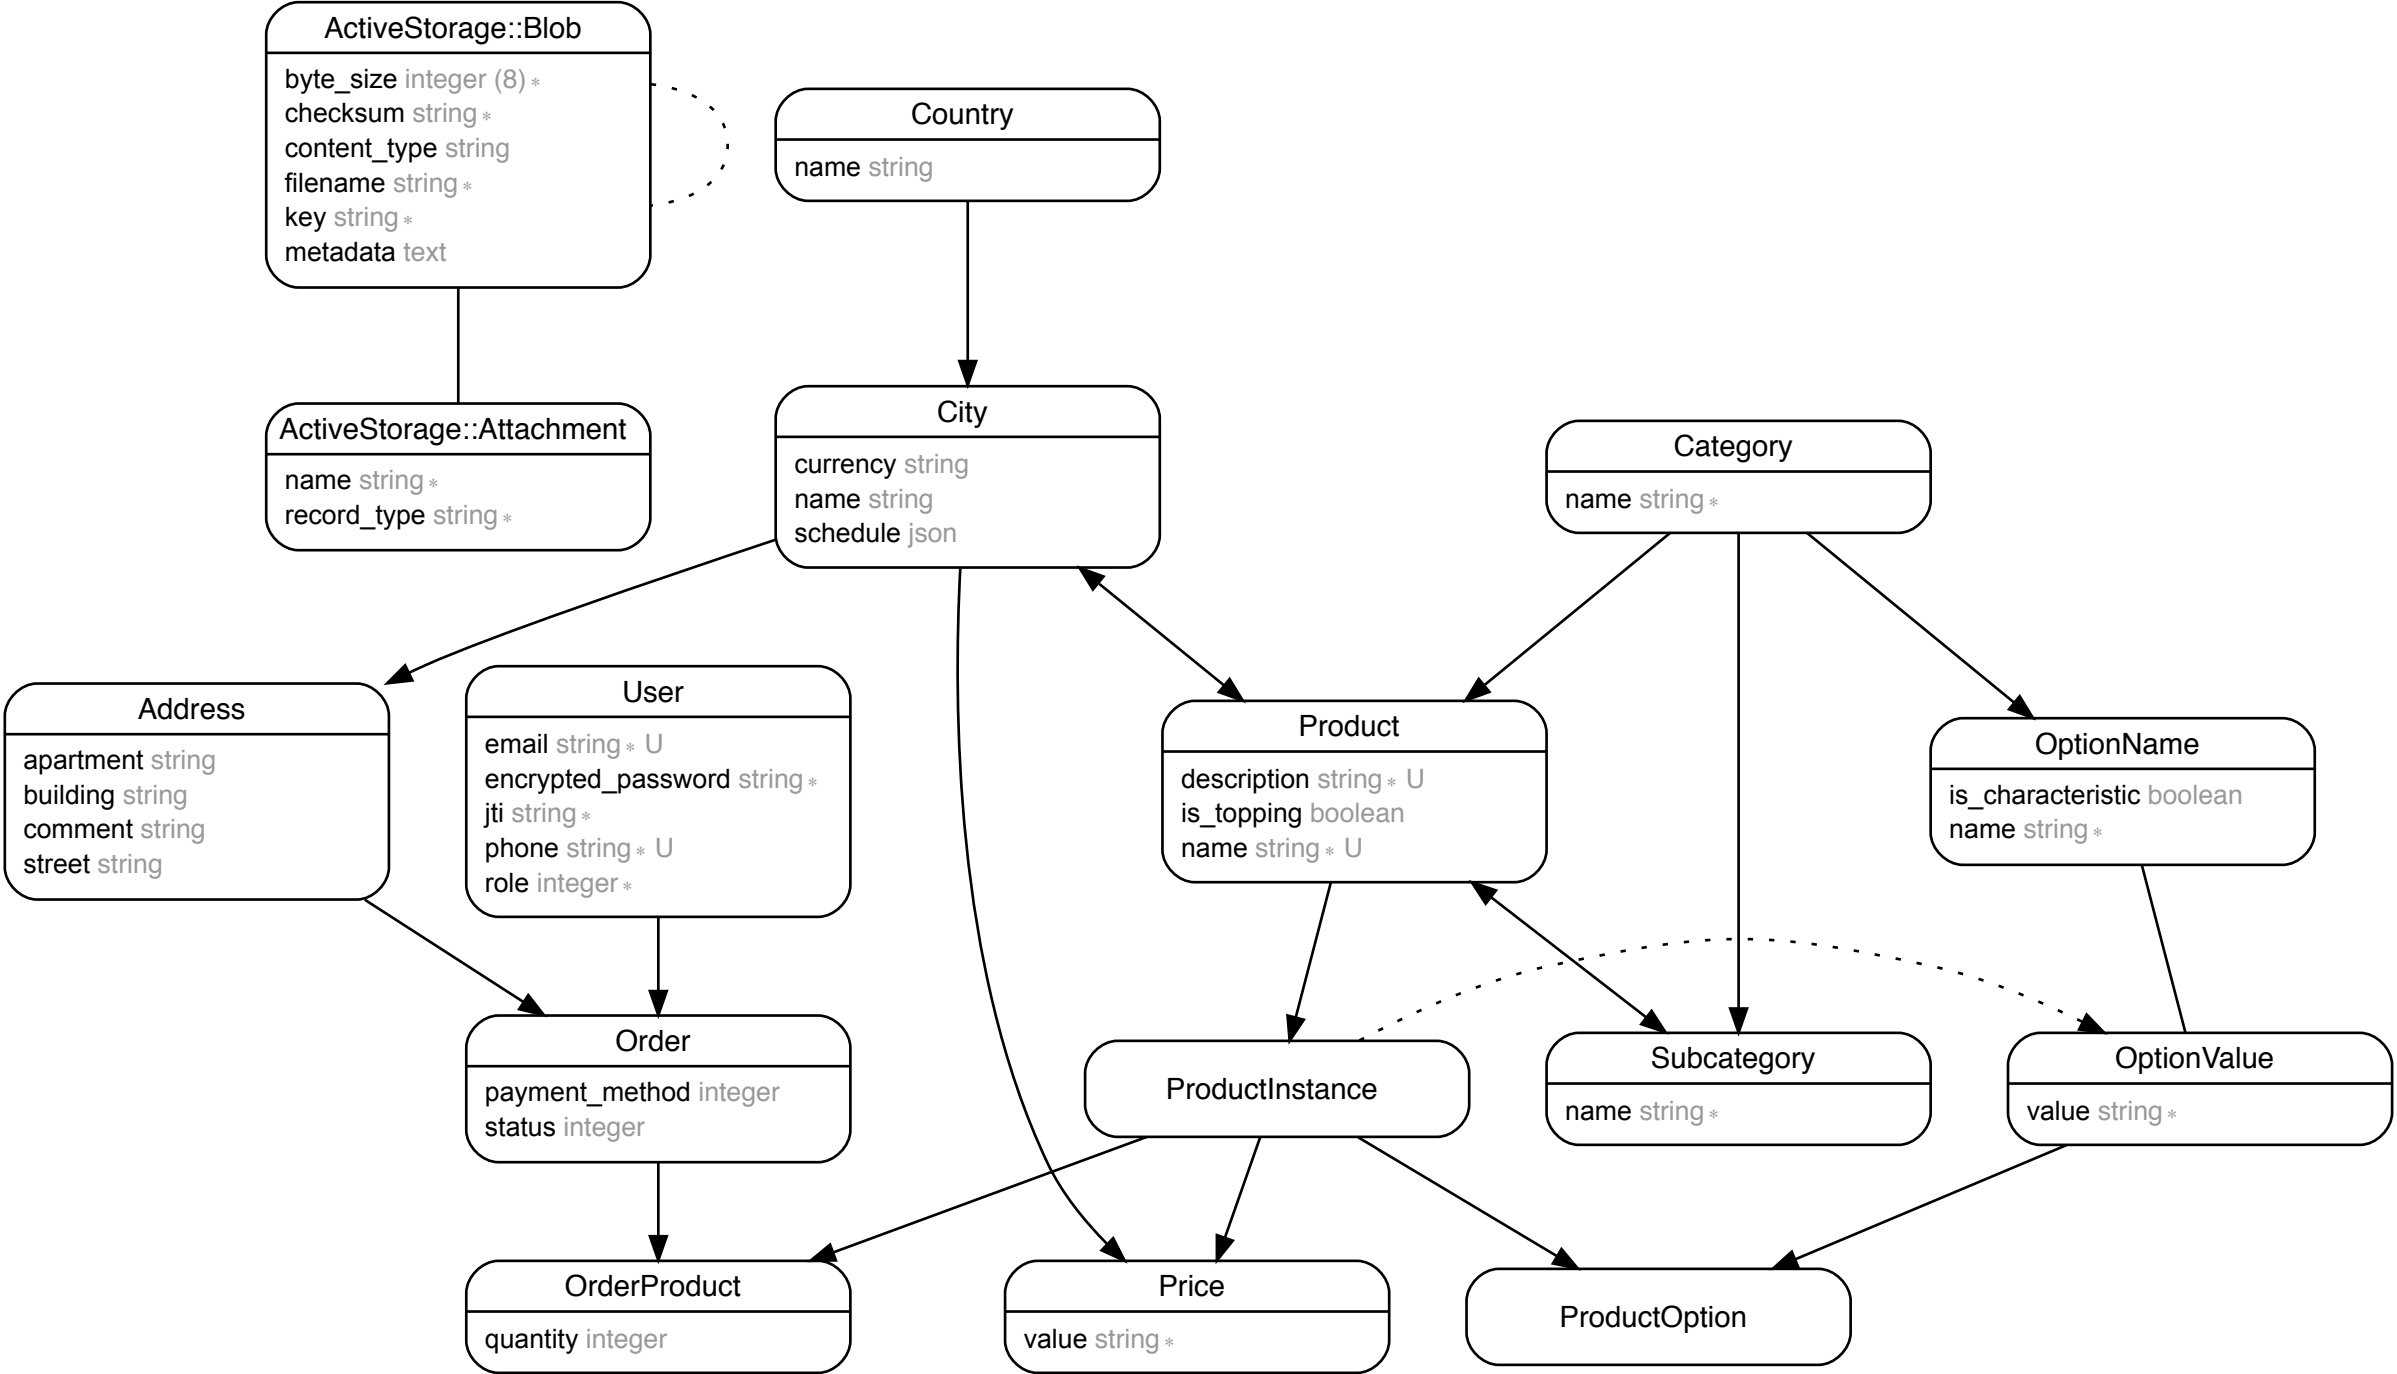 ActiveStorage::Blob
byte_size integer (8) *
checksum string *
content_type string
filename string *
key string *
metadata text
Country
name string
ActiveStorage::Attachment
name string *
record_type string *
City
currency string
name string
schedule json
Category
name string *
Address
apartment string
building string
comment string
street string
User
email string * U
encrypted_password string *
jti string *
phone string * U
role integer *
Product
description string * U
is_topping boolean
name string * U
OptionName
is_characteristic boolean
name string *
Order
payment_method integer
status integer
ProductInstance
Subcategory
name string *
OptionValue
value string *
OrderProduct
quantity integer
Price
value string *
ProductOption